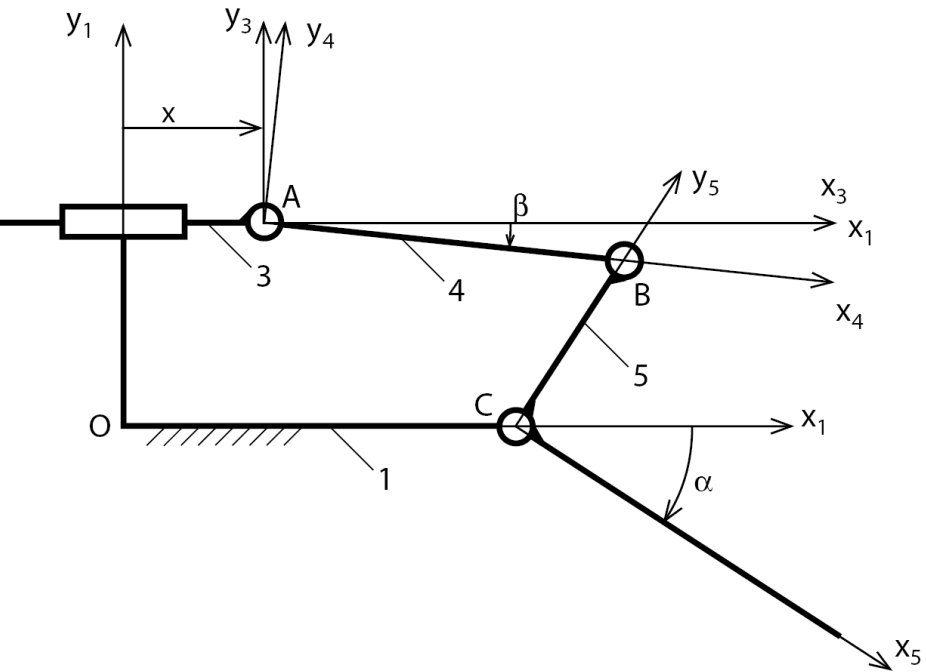 y₁
y₃
y₄
x
A
y₅
β
x₃
x₁
3
4
B
x₄
5
C
O
x₁
1
α
x₅